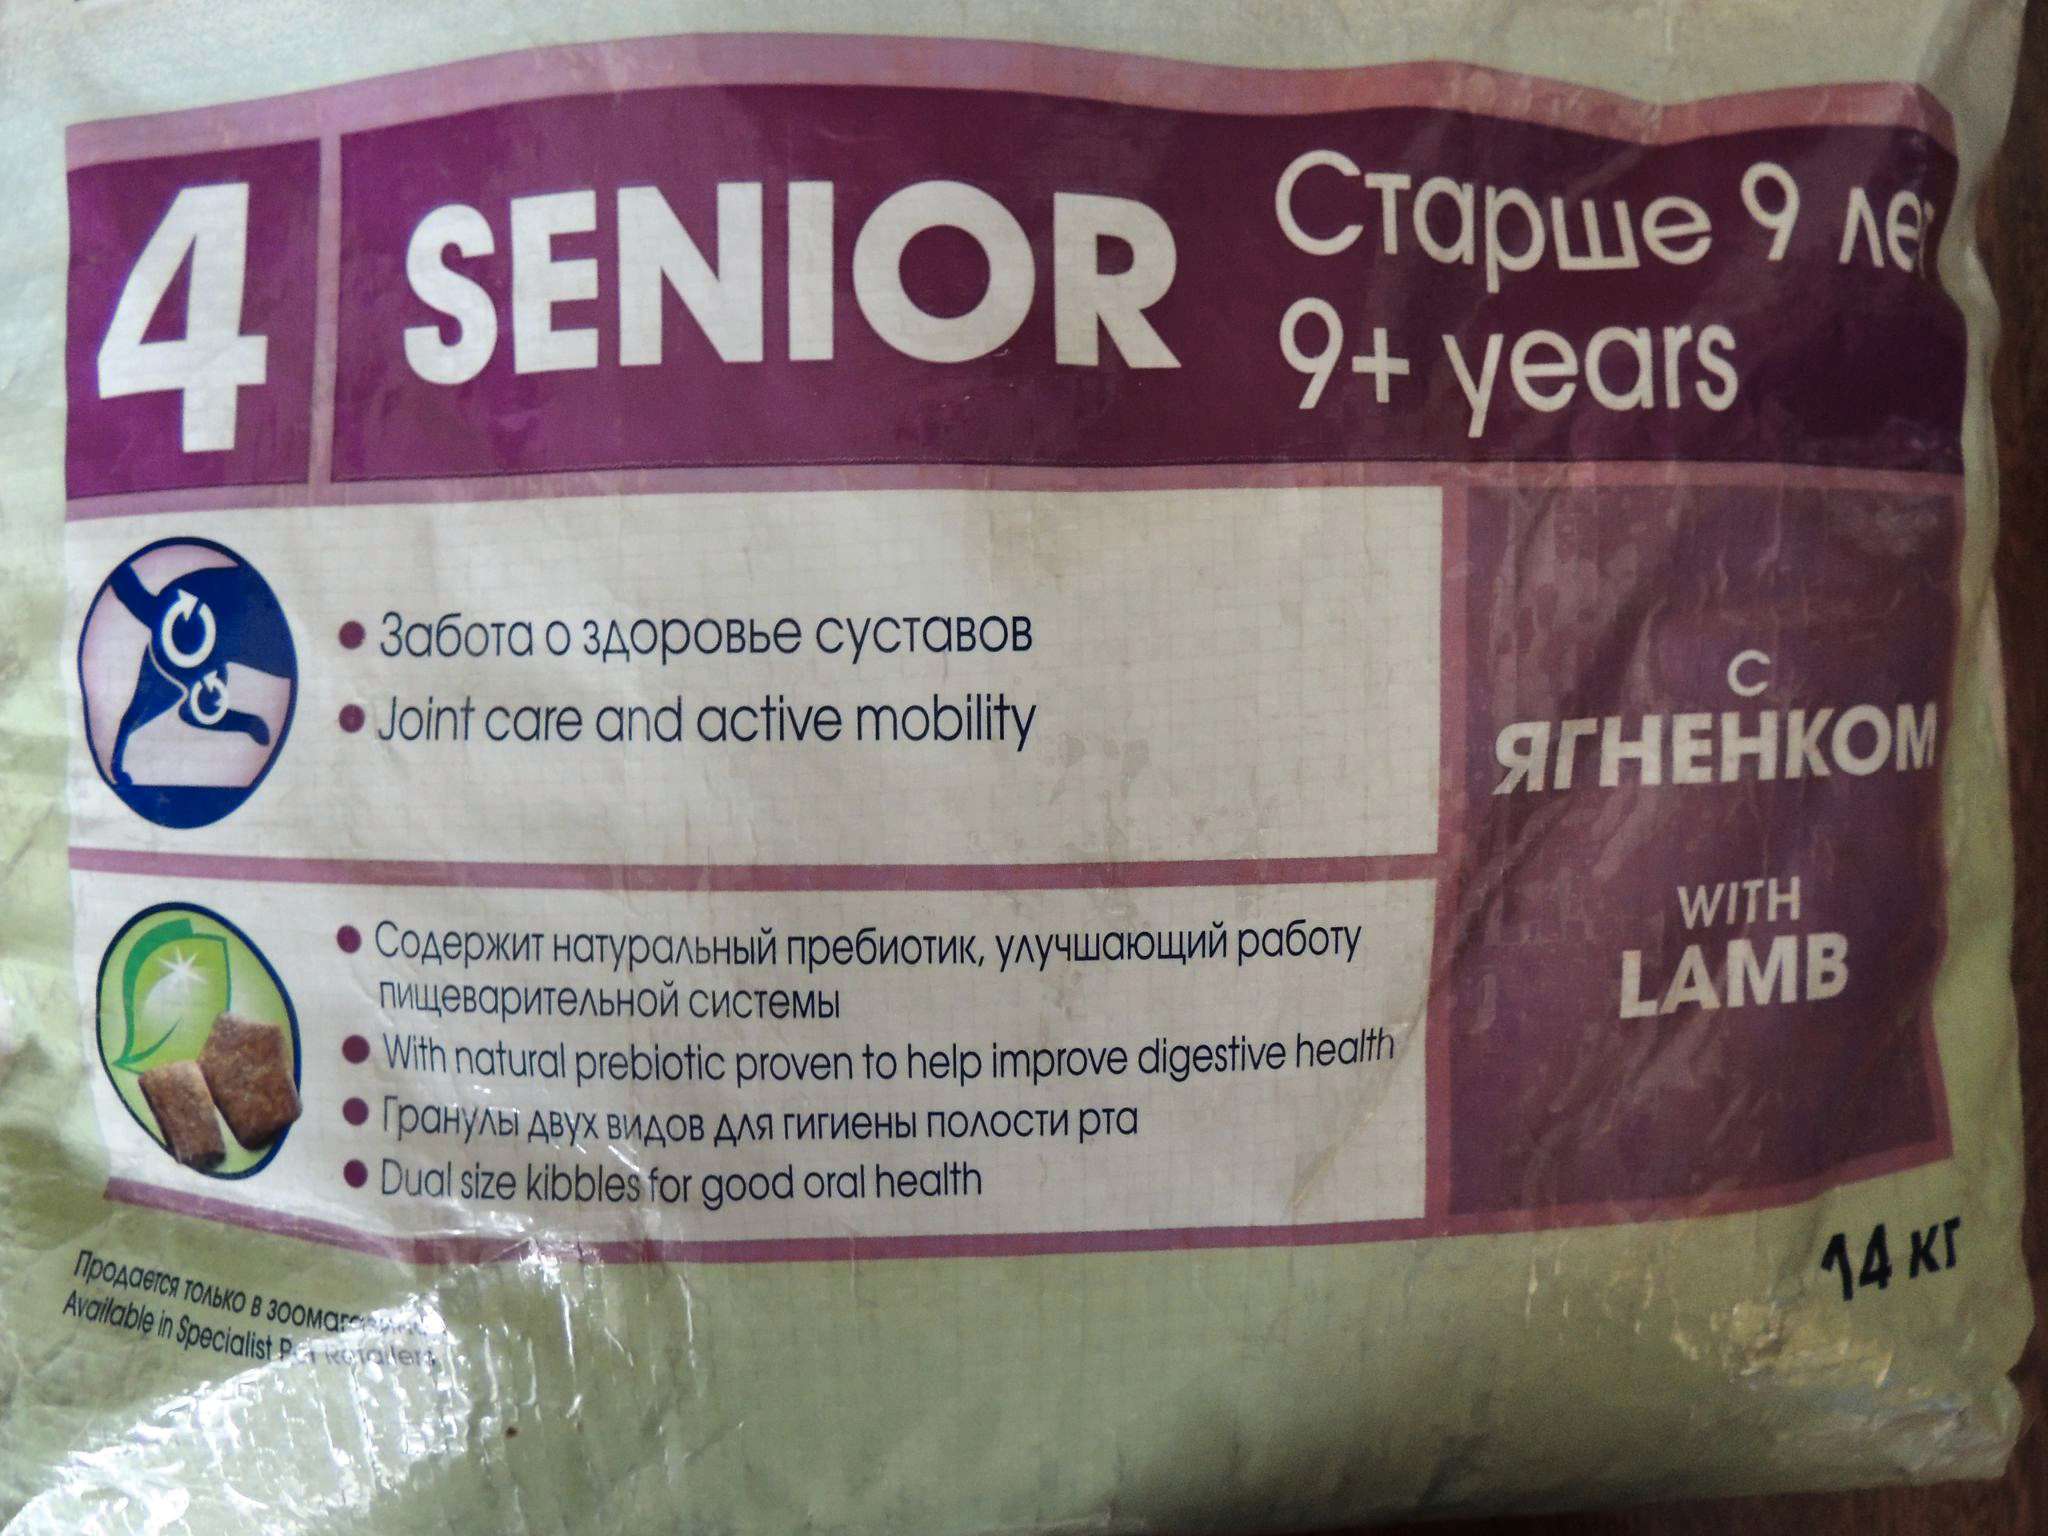 4 SENIOR
Старше 9 лет
9+ years
Забота о здоровье суставов
Joint care and active mobility
с
ЯГНЕНКОМ
WITH
LAMB
Содержит натуральный пребиотик, улучшающий работу
пищеварительной системы
With natural prebiotic proven to help improve digestive health
Гранулы двух видов для гигиены полости рта
Dual size kibbles for good oral health
14 кг
Продается только в зоомагазинах
Available in Specialist Pet Retailers